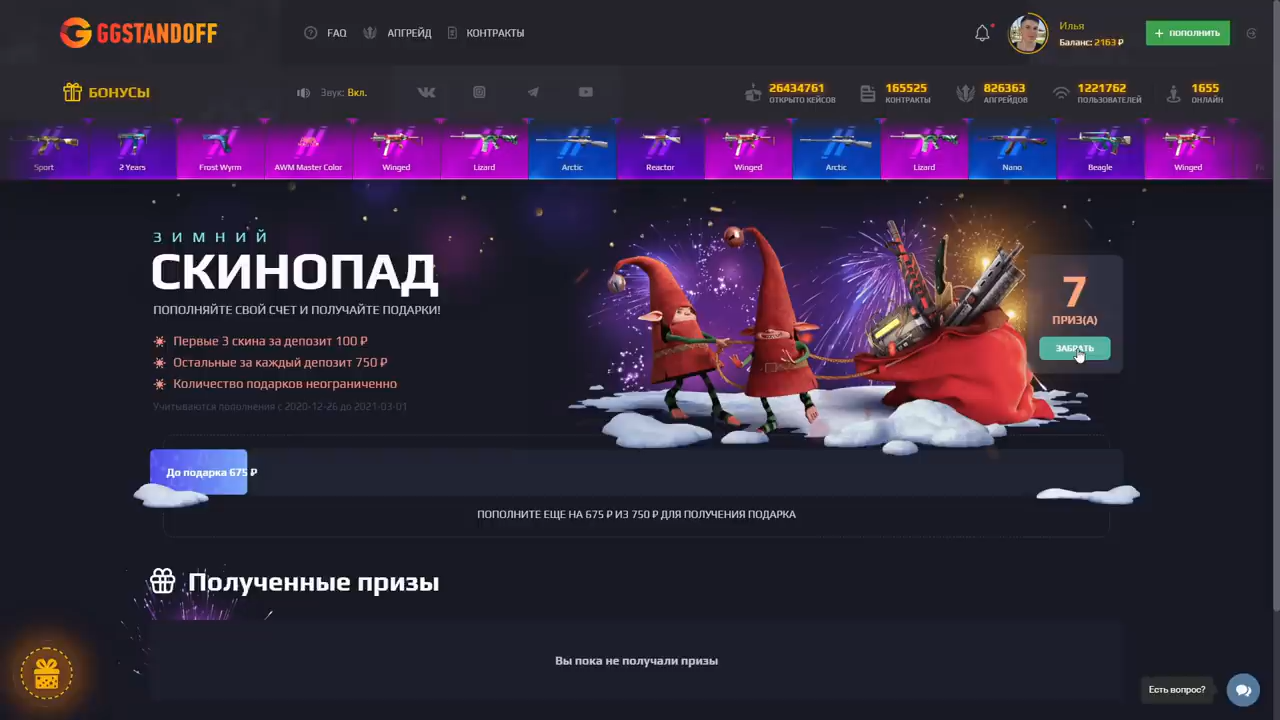 GGSTANDOFF
FAQ
АПГРЕЙД
КОНТРАКТЫ
Илья
Баланс: 2163 ₽
+ ПОПОЛНИТЬ
БОНУСЫ
Звук: Вкл.
26434761
ОТКРЫТО КЕЙСОВ
165525
КОНТРАКТЫ
826363
АПГРЕЙДОВ
1221762
ПОЛЬЗОВАТЕЛЕЙ
1655
ОНЛАЙН
Sport
2 Years
Frost Wyrm
AWM Master Color
Winged
Lizard
Arctic
Reactor
Winged
Arctic
Lizard
Nano
Beagle
Winged
ЗИМНИЙ
СКИНОПАД
ПОПОЛНЯЙТЕ СВОЙ СЧЕТ И ПОЛУЧАЙТЕ ПОДАРКИ!
Первые 3 скина за депозит 100 ₽
Остальные за каждый депозит 750 ₽
Количество подарков неограниченно
Учитываются пополнения с 2020-12-26 до 2021-03-01
7
ПРИЗ(А)
ЗАБРАТЬ
До подарка 675 ₽
ПОПОЛНИТЕ ЕЩЕ НА 675 ₽ ИЗ 750 ₽ ДЛЯ ПОЛУЧЕНИЯ ПОДАРКА
Полученные призы
Вы пока не получали призы
Есть вопрос?